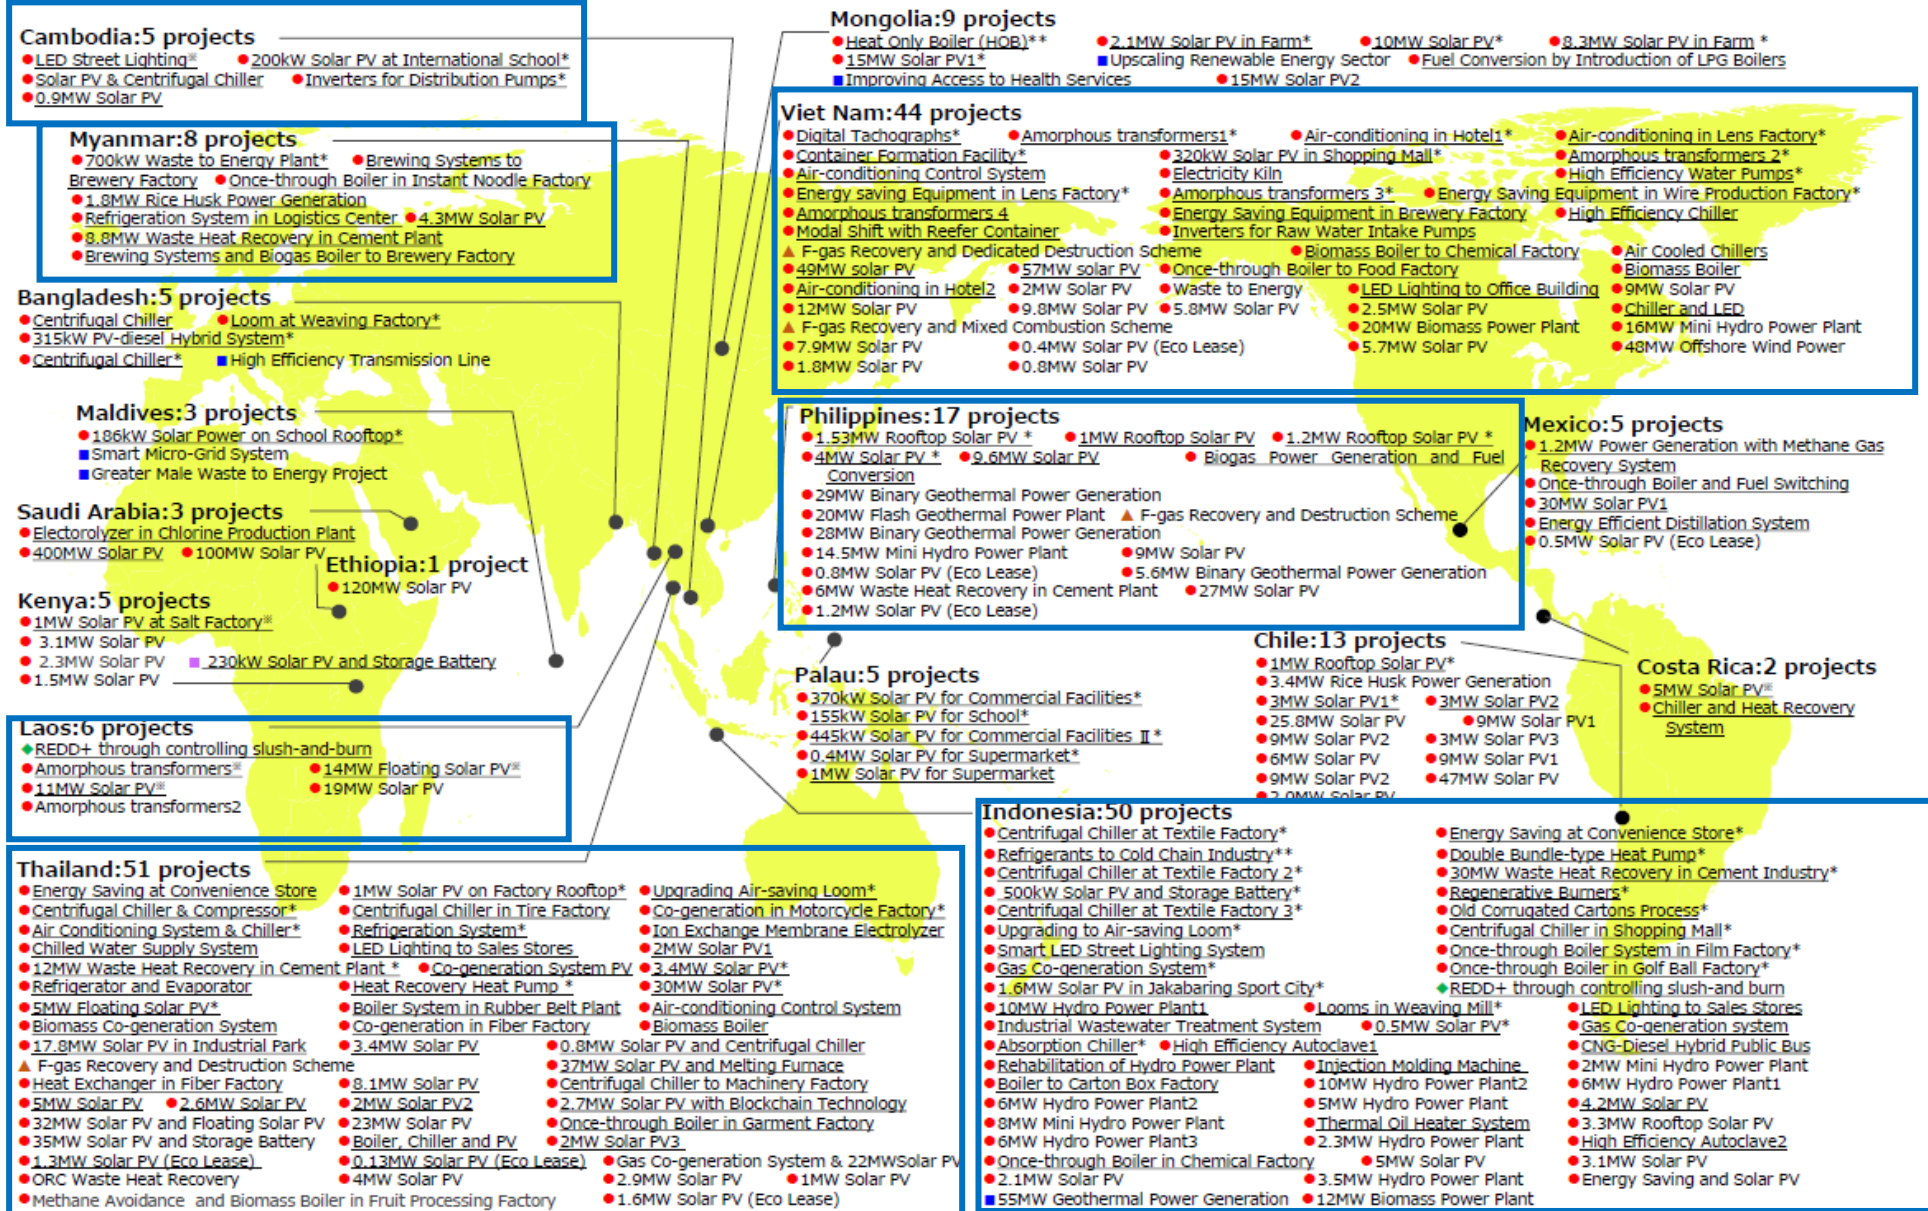 Cambodia:5 projects
●LED Street Lighting※ ●200kW Solar PV at International School*
●Solar PV & Centrifugal Chiller ●Inverters for Distribution Pumps*
●0.9MW Solar PV
Mongolia:9 projects
●Heat Only Boiler (HOB)** ●2.1MW Solar PV in Farm* ●10MW Solar PV* ●8.3MW Solar PV in Farm *
●15MW Solar PV1* ■Upscaling Renewable Energy Sector ●Fuel Conversion by Introduction of LPG Boilers
■Improving Access to Health Services ●15MW Solar PV2
Myanmar:8 projects
●700kW Waste to Energy Plant* ●Brewing Systems to
Brewery Factory ●Once-through Boiler in Instant Noodle Factory
●1.8MW Rice Husk Power Generation
●Refrigeration System in Logistics Center ●4.3MW Solar PV
●8.8MW Waste Heat Recovery in Cement Plant
●Brewing Systems and Biogas Boiler to Brewery Factory
Viet Nam:44 projects
●Digital Tachographs* ●Amorphous transformers1* ●Air-conditioning in Hotel1* ●Air-conditioning in Lens Factory*
●Container Formation Facility* ●320kW Solar PV in Shopping Mall* ●Amorphous transformers 2*
●Air-conditioning Control System ●Electricity Kiln ●High Efficiency Water Pumps*
●Energy saving Equipment in Lens Factory* ●Amorphous transformers 3* ●Energy Saving Equipment in Wire Production Factory*
●Amorphous transformers 4 ●Energy Saving Equipment in Brewery Factory ●High Efficiency Chiller
●Modal Shift with Reefer Container ●Inverters for Raw Water Intake Pumps
▲ F-gas Recovery and Dedicated Destruction Scheme ●Biomass Boiler to Chemical Factory ●Air Cooled Chillers
●49MW solar PV ●57MW solar PV ●Once-through Boiler to Food Factory ●Biomass Boiler
●Air-conditioning in Hotel2 ●2MW Solar PV ●Waste to Energy ●LED Lighting to Office Building ●9MW Solar PV
●12MW Solar PV ●9.8MW Solar PV ●5.8MW Solar PV ●2.5MW Solar PV ●Chiller and LED
▲ F-gas Recovery and Mixed Combustion Scheme ●20MW Biomass Power Plant ●16MW Mini Hydro Power Plant
●7.9MW Solar PV ●0.4MW Solar PV (Eco Lease) ●5.7MW Solar PV ●48MW Offshore Wind Power
●1.8MW Solar PV ●0.8MW Solar PV
Bangladesh:5 projects
●Centrifugal Chiller ●Loom at Weaving Factory*
●315kW PV-diesel Hybrid System*
●Centrifugal Chiller* ■High Efficiency Transmission Line
Maldives:3 projects
●186kW Solar Power on School Rooftop*
■Smart Micro-Grid System
■Greater Male Waste to Energy Project
Philippines:17 projects
●1.53MW Rooftop Solar PV * ●1MW Rooftop Solar PV ●1.2MW Rooftop Solar PV *
●4MW Solar PV * ●9.6MW Solar PV ●Biogas Power Generation and Fuel
Conversion
●29MW Binary Geothermal Power Generation
●20MW Flash Geothermal Power Plant ▲ F-gas Recovery and Destruction Scheme
●28MW Binary Geothermal Power Generation
●14.5MW Mini Hydro Power Plant ●9MW Solar PV
●0.8MW Solar PV (Eco Lease) ●5.6MW Binary Geothermal Power Generation
●6MW Waste Heat Recovery in Cement Plant ●27MW Solar PV
●1.2MW Solar PV (Eco Lease)
Mexico:5 projects
●1.2MW Power Generation with Methane Gas
Recovery System
●Once-through Boiler and Fuel Switching
●30MW Solar PV1
●Energy Efficient Distillation System
●0.5MW Solar PV (Eco Lease)
Saudi Arabia:3 projects
●Electorolyzer in Chlorine Production Plant
●400MW Solar PV ●100MW Solar PV
Ethiopia:1 project
●120MW Solar PV
Kenya:5 projects
●1MW Solar PV at Salt Factory※
●3.1MW Solar PV
●2.3MW Solar PV ■ 230kW Solar PV and Storage Battery
●1.5MW Solar PV
Palau:5 projects
●370kW Solar PV for Commercial Facilities*
●155kW Solar PV for School*
●445kW Solar PV for Commercial Facilities Ⅱ*
●0.4MW Solar PV for Supermarket*
●1MW Solar PV for Supermarket
Chile:13 projects
●1MW Rooftop Solar PV*
●3.4MW Rice Husk Power Generation
●3MW Solar PV1* ●3MW Solar PV2
●25.8MW Solar PV ●9MW Solar PV1
●9MW Solar PV2 ●3MW Solar PV3
●6MW Solar PV ●9MW Solar PV1
●9MW Solar PV2 ●47MW Solar PV
●2.9MW Solar PV
Costa Rica:2 projects
●5MW Solar PV※
●Chiller and Heat Recovery
System
Laos:6 projects
◆REDD+ through controlling slush-and-burn
●Amorphous transformers※ ●14MW Floating Solar PV※
●11MW Solar PV※ ●19MW Solar PV
●Amorphous transformers2
Thailand:51 projects
●Energy Saving at Convenience Store ●1MW Solar PV on Factory Rooftop* ●Upgrading Air-saving Loom*
●Centrifugal Chiller & Compressor* ●Centrifugal Chiller in Tire Factory ●Co-generation in Motorcycle Factory*
●Air Conditioning System & Chiller* ●Refrigeration System* ●Ion Exchange Membrane Electrolyzer
●Chilled Water Supply System ●LED Lighting to Sales Stores ●2MW Solar PV1
●12MW Waste Heat Recovery in Cement Plant * ●Co-generation System PV ●3.4MW Solar PV*
●Refrigerator and Evaporator ●Heat Recovery Heat Pump * ●30MW Solar PV*
●5MW Floating Solar PV* ●Boiler System in Rubber Belt Plant ●Air-conditioning Control System
●Biomass Co-generation System ●Co-generation in Fiber Factory ●Biomass Boiler
●17.8MW Solar PV in Industrial Park ●3.4MW Solar PV ●0.8MW Solar PV and Centrifugal Chiller
▲ F-gas Recovery and Destruction Scheme ●37MW Solar PV and Melting Furnace
●Heat Exchanger in Fiber Factory ●8.1MW Solar PV ●Centrifugal Chiller to Machinery Factory
●5MW Solar PV ●2.6MW Solar PV ●2MW Solar PV2 ●2.7MW Solar PV with Blockchain Technology
●32MW Solar PV and Floating Solar PV ●23MW Solar PV ●Once-through Boiler in Garment Factory
●35MW Solar PV and Storage Battery ●Boiler, Chiller and PV ●2MW Solar PV3
●1.3MW Solar PV (Eco Lease) ●0.13MW Solar PV (Eco Lease) ●Gas Co-generation System & 22MWSolar PV
●ORC Waste Heat Recovery ●4MW Solar PV ●2.9MW Solar PV ●1MW Solar PV
●Methane Avoidance and Biomass Boiler in Fruit Processing Factory ●1.6MW Solar PV (Eco Lease)
Indonesia:50 projects
●Centrifugal Chiller at Textile Factory* ●Energy Saving at Convenience Store*
●Refrigerants to Cold Chain Industry** ●Double Bundle-type Heat Pump*
●Centrifugal Chiller at Textile Factory 2* ●30MW Waste Heat Recovery in Cement Industry*
●500kW Solar PV and Storage Battery* ●Regenerative Burners*
●Centrifugal Chiller at Textile Factory 3* ●Old Corrugated Cartons Process*
●Upgrading to Air-saving Loom* ●Centrifugal Chiller in Shopping Mall*
●Smart LED Street Lighting System ●Once-through Boiler System in Film Factory*
●Gas Co-generation System* ●Once-through Boiler in Golf Ball Factory*
●1.6MW Solar PV in Jakabaring Sport City* ◆REDD+ through controlling slush-and burn
●10MW Hydro Power Plant1 ●Looms in Weaving Mill* ●LED Lighting to Sales Stores
●Industrial Wastewater Treatment System ●0.5MW Solar PV* ●Gas Co-generation system
●Absorption Chiller* ●High Efficiency Autoclave1 ●CNG-Diesel Hybrid Public Bus
●Rehabilitation of Hydro Power Plant ●Injection Molding Machine ●2MW Mini Hydro Power Plant
●Boiler to Carton Box Factory ●10MW Hydro Power Plant2 ●6MW Hydro Power Plant1
●6MW Hydro Power Plant2 ●5MW Hydro Power Plant ●4.2MW Solar PV
●8MW Mini Hydro Power Plant ●Thermal Oil Heater System ●3.3MW Rooftop Solar PV
●6MW Hydro Power Plant3 ●2.3MW Hydro Power Plant ●High Efficiency Autoclave2
●Once-through Boiler in Chemical Factory ●5MW Solar PV ●3.1MW Solar PV
●2.1MW Solar PV ●3.5MW Hydro Power Plant ●Energy Saving and Solar PV
■55MW Geothermal Power Generation ●12MW Biomass Power Plant